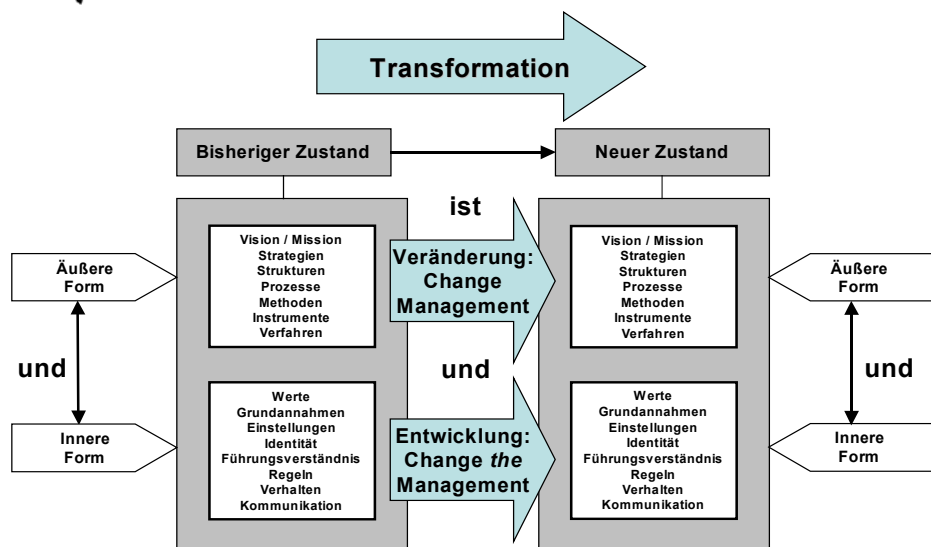 Transformation
Bisheriger Zustand
Neuer Zustand
ist
Äußere
Form
Vision / Mission
Strategien
Strukturen
Prozesse
Methoden
Instrumente
Verfahren
Veränderung:
Change
Management
Vision / Mission
Strategien
Strukturen
Prozesse
Methoden
Instrumente
Verfahren
Äußere
Form
und
und
und
Innere
Form
Werte
Grundannahmen
Einstellungen
Identität
Führungsverständnis
Regeln
Verhalten
Kommunikation
Entwicklung:
Change the
Management
Werte
Grundannahmen
Einstellungen
Identität
Führungsverständnis
Regeln
Verhalten
Kommunikation
Innere
Form